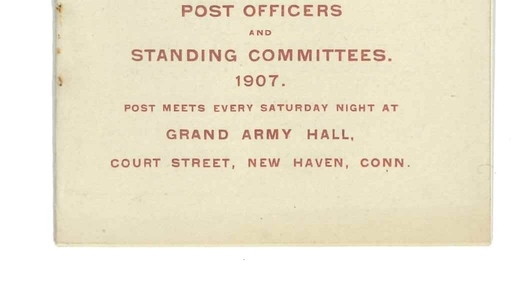 POST OFFICERS
AND
STANDING COMMITTEES.
1907.
POST MEETS EVERY SATURDAY NIGHT AT
GRAND ARMY HALL,
COURT STREET, NEW HAVEN, CONN.